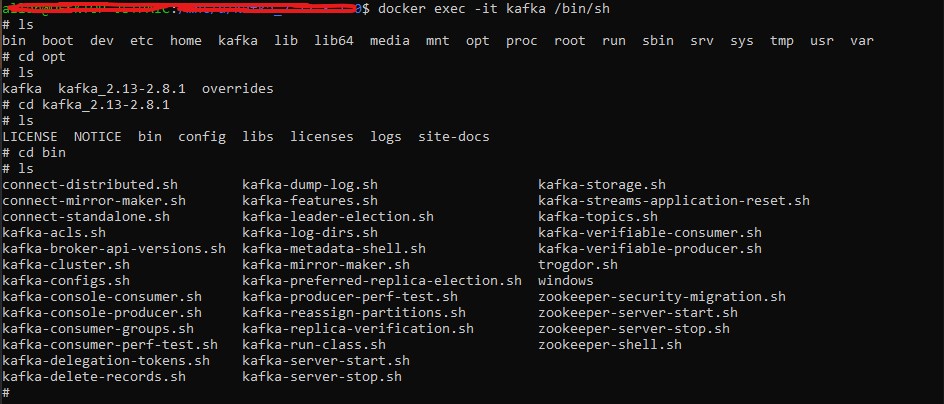 $ docker exec -it kafka /bin/sh
# ls
bin boot dev etc home kafka lib lib64 media mnt opt proc root run sbin srv sys tmp usr var
# cd opt
# ls
kafka kafka_2.13-2.8.1 overrides
# cd kafka_2.13-2.8.1
# ls
LICENSE NOTICE bin config libs licenses logs site-docs
# cd bin
# ls
connect-distributed.sh kafka-dump-log.sh kafka-storage.sh
connect-mirror-maker.sh kafka-features.sh kafka-streams-application-reset.sh
connect-standalone.sh kafka-leader-election.sh kafka-topics.sh
kafka-acls.sh kafka-log-dirs.sh kafka-verifiable-consumer.sh
kafka-broker-api-versions.sh kafka-metadata-shell.sh kafka-verifiable-producer.sh
kafka-cluster.sh kafka-mirror-maker.sh trogdor.sh
kafka-configs.sh kafka-preferred-replica-election.sh windows
kafka-console-consumer.sh kafka-producer-perf-test.sh zookeeper-security-migration.sh
kafka-console-producer.sh kafka-reassign-partitions.sh zookeeper-server-start.sh
kafka-consumer-groups.sh kafka-replica-verification.sh zookeeper-server-stop.sh
kafka-consumer-perf-test.sh kafka-run-class.sh zookeeper-shell.sh
kafka-delegation-tokens.sh kafka-server-start.sh
kafka-delete-records.sh kafka-server-stop.sh
#